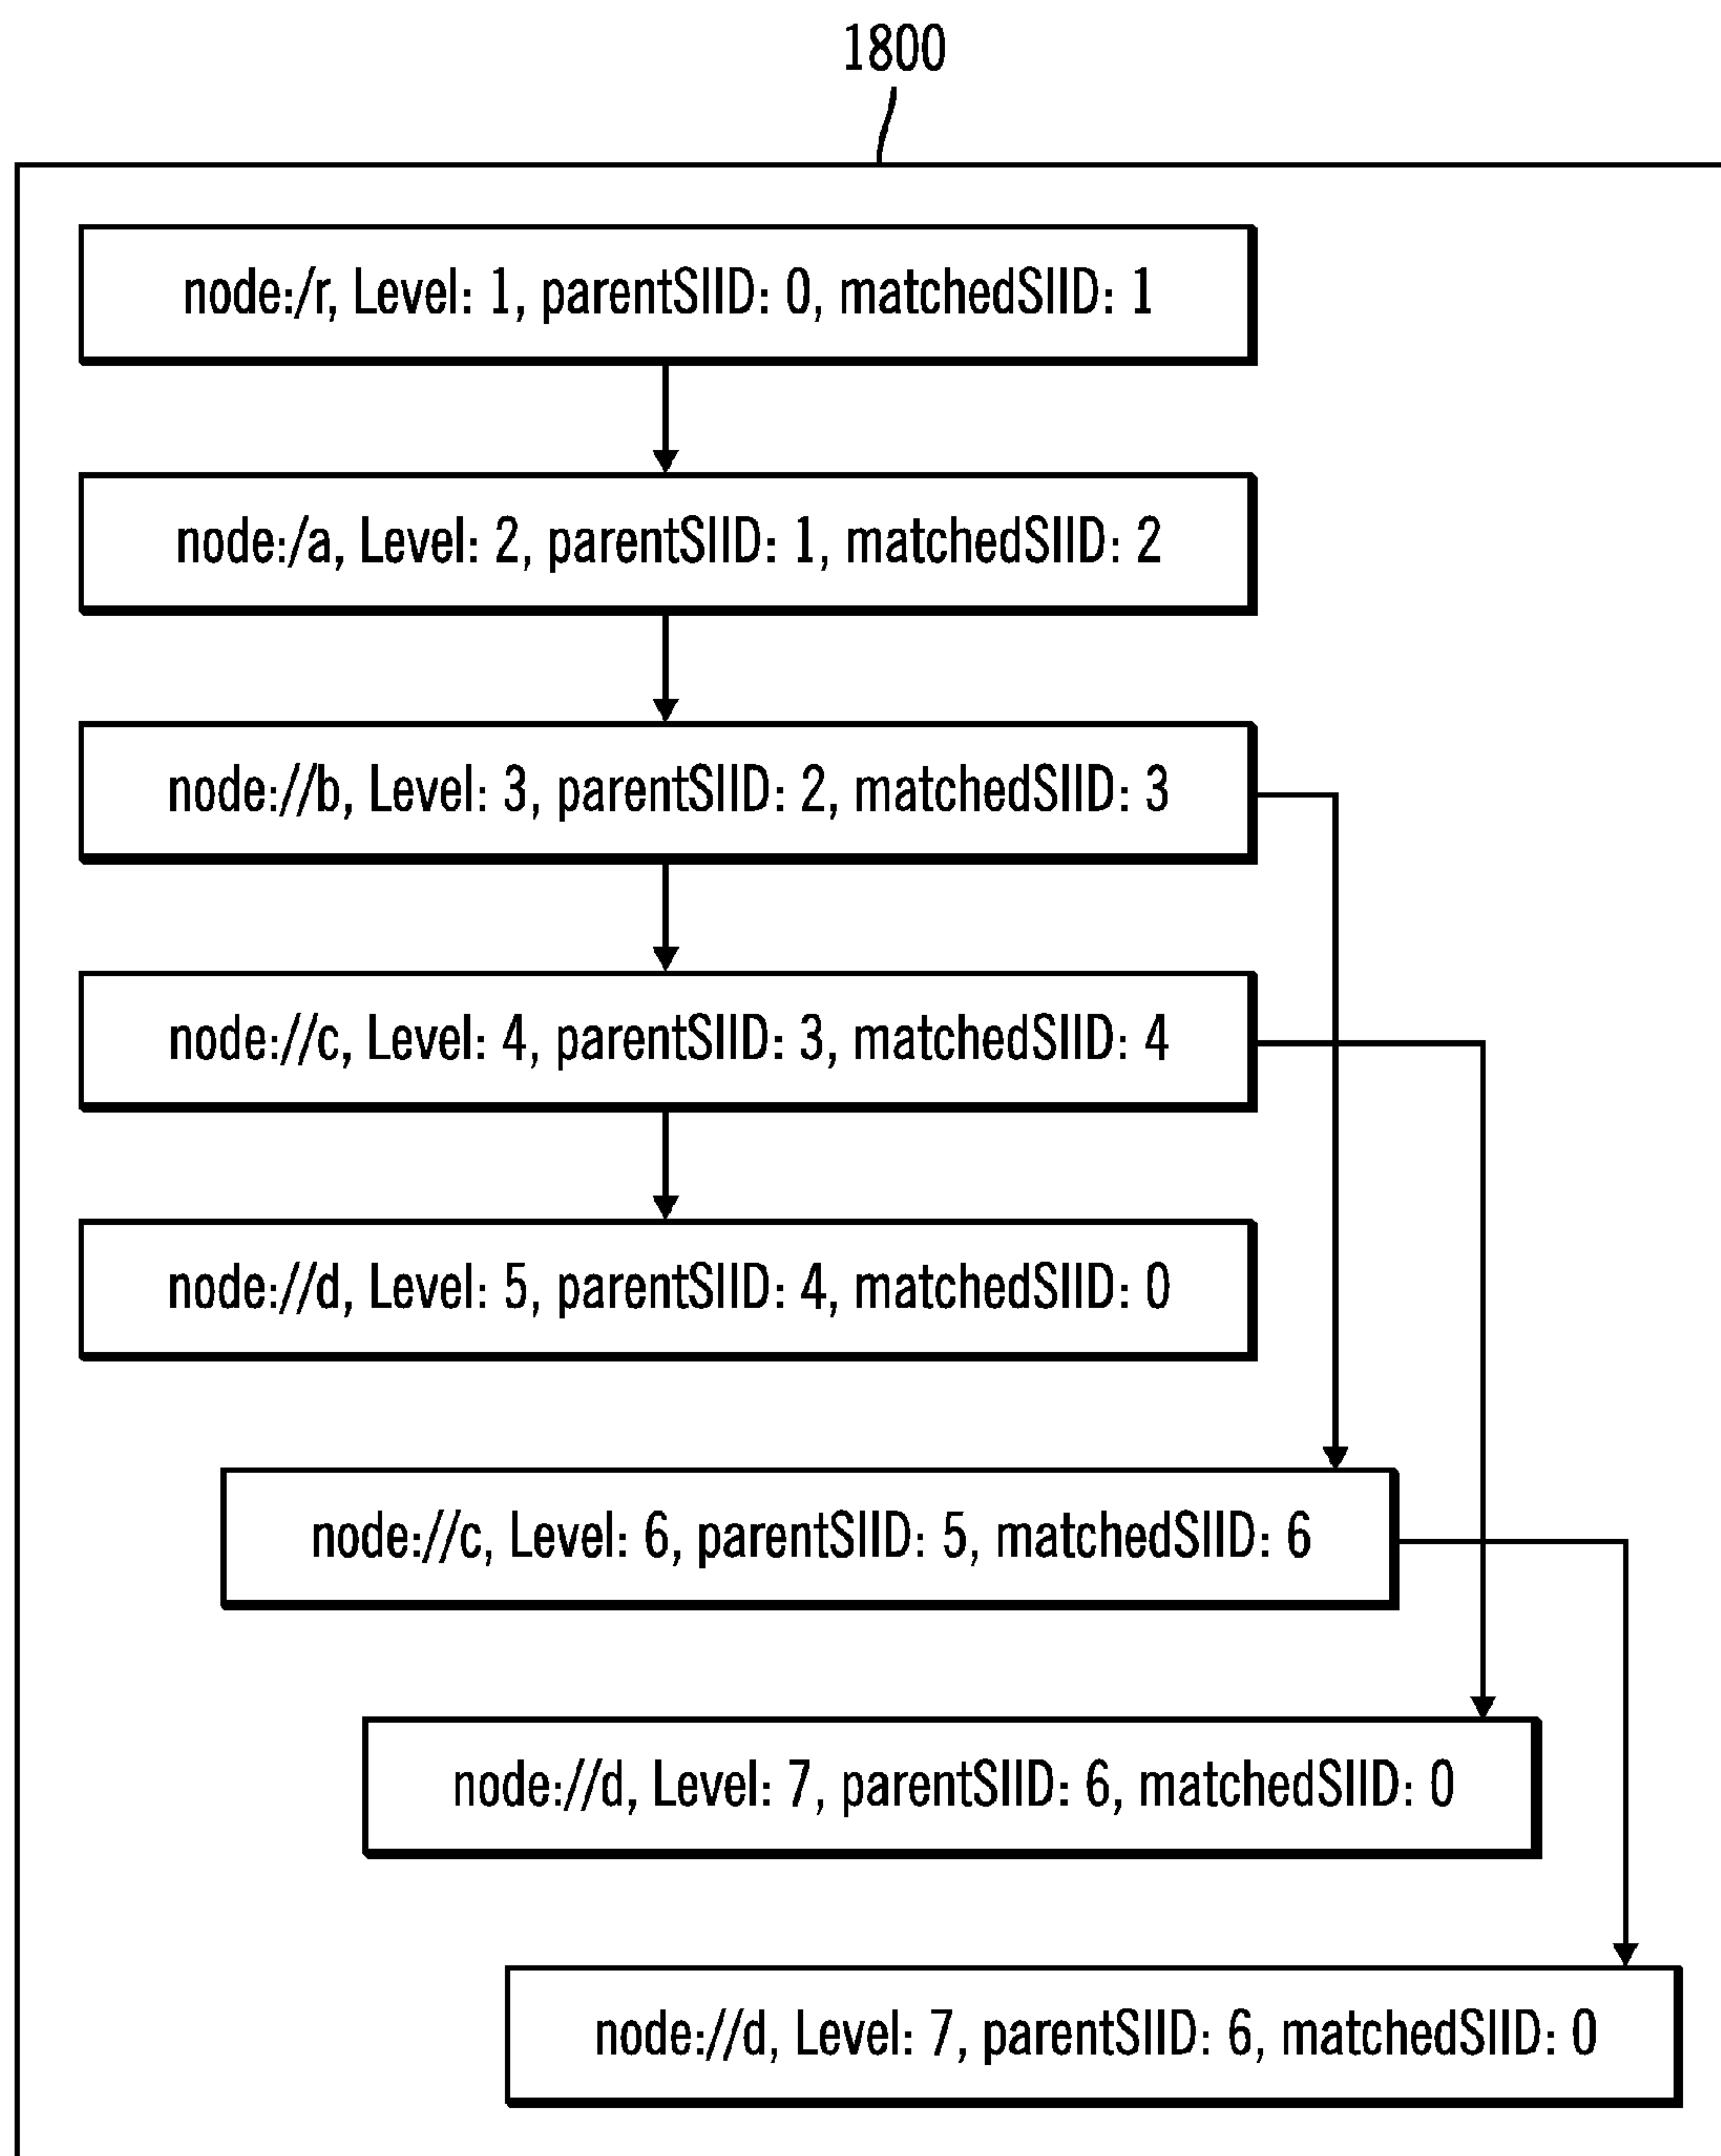 1800
node:/r, Level: 1, parentSIID: 0, matchedSIID: 1
node:/a, Level: 2, parentSIID: 1, matchedSIID: 2
node://b, Level: 3, parentSIID: 2, matchedSIID: 3
node://c, Level: 4, parentSIID: 3, matchedSIID: 4
node://d, Level: 5, parentSIID: 4, matchedSIID: 0
node://c, Level: 6, parentSIID: 5, matchedSIID: 6
node://d, Level: 7, parentSIID: 6, matchedSIID: 0
node://d, Level: 7, parentSIID: 6, matchedSIID: 0